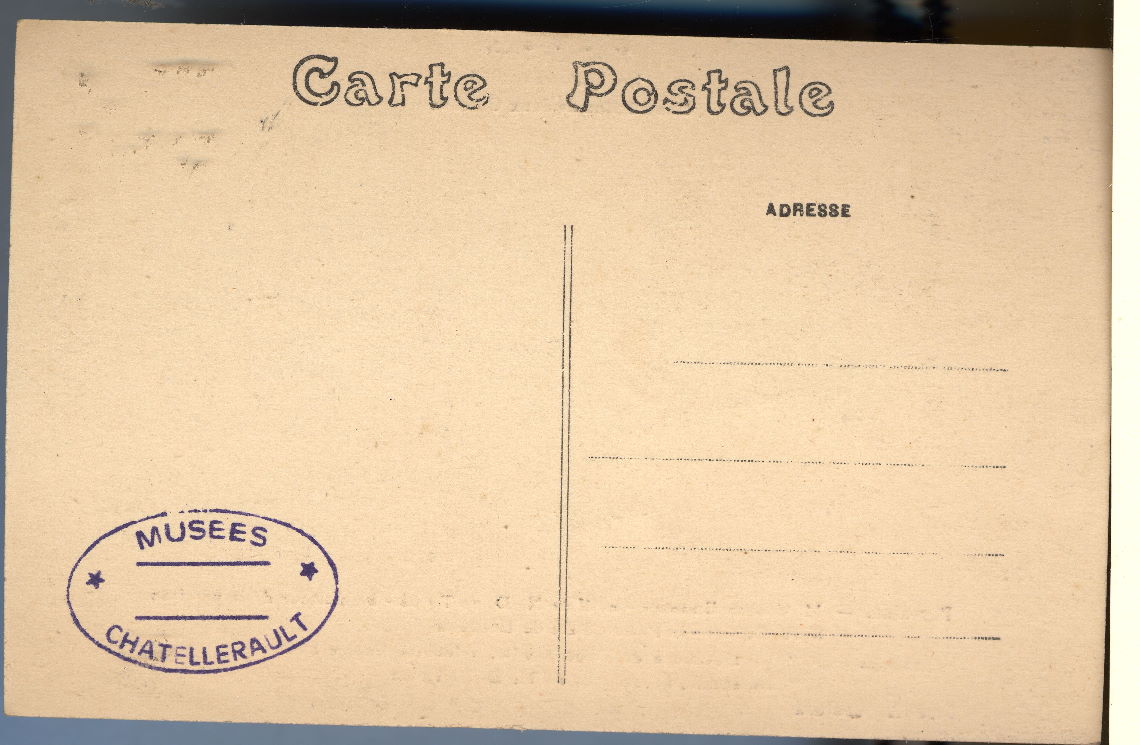 Carte Postale
ADRESSE
MUSEES
CHATELLERAULT